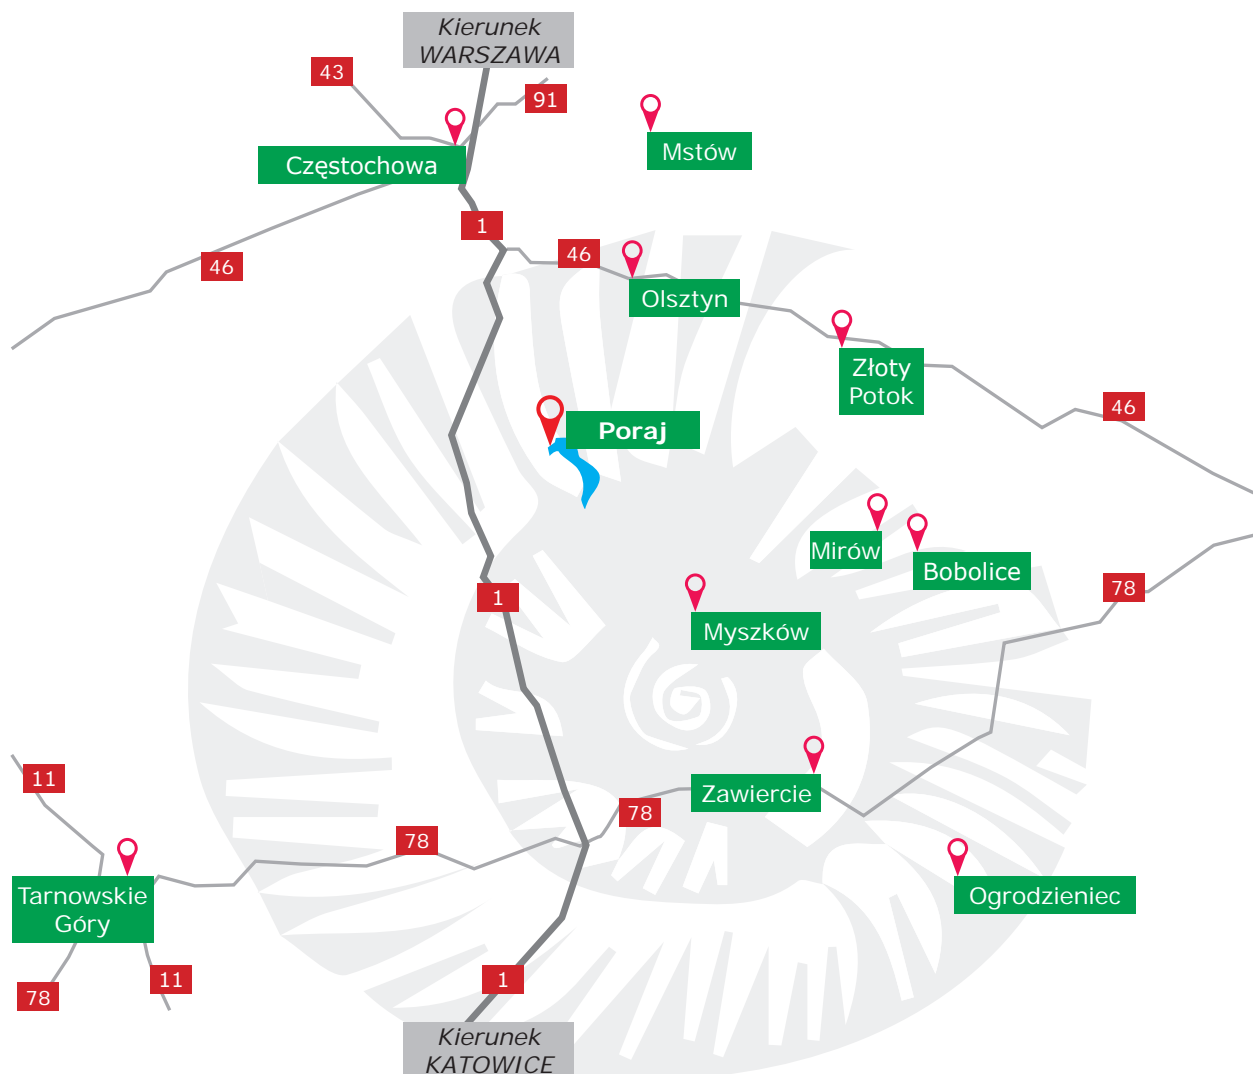 Kierunek
WARSZAWA
43
91
Mstów
Częstochowa
1
46
46
Olsztyn
Złoty
Potok
46
Poraj
Mirów
Bobolice
78
1
Myszków
11
Zawiercie
78
78
Tarnowskie
Góry
Ogrodzieniec
78
11
1
Kierunek
KATOWICE